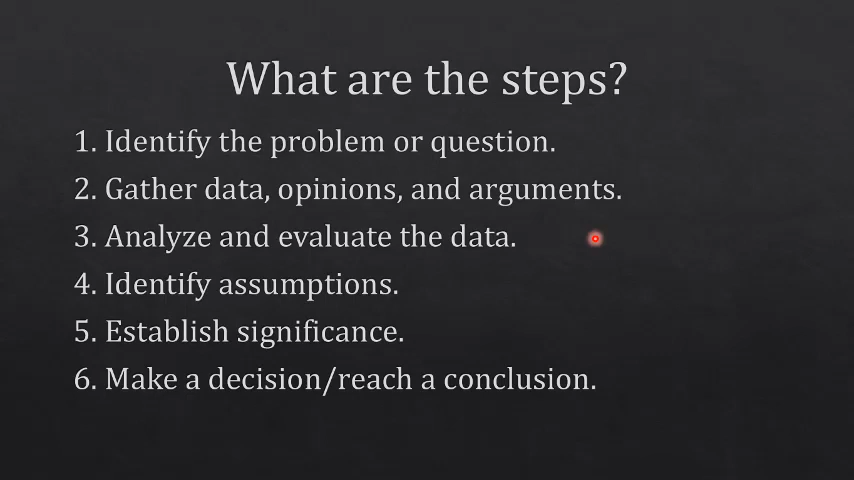 What are the steps?
1. Identify the problem or question.
2. Gather data, opinions, and arguments.
3. Analyze and evaluate the data.
4. Identify assumptions.
5. Establish significance.
6. Make a decision/reach a conclusion.